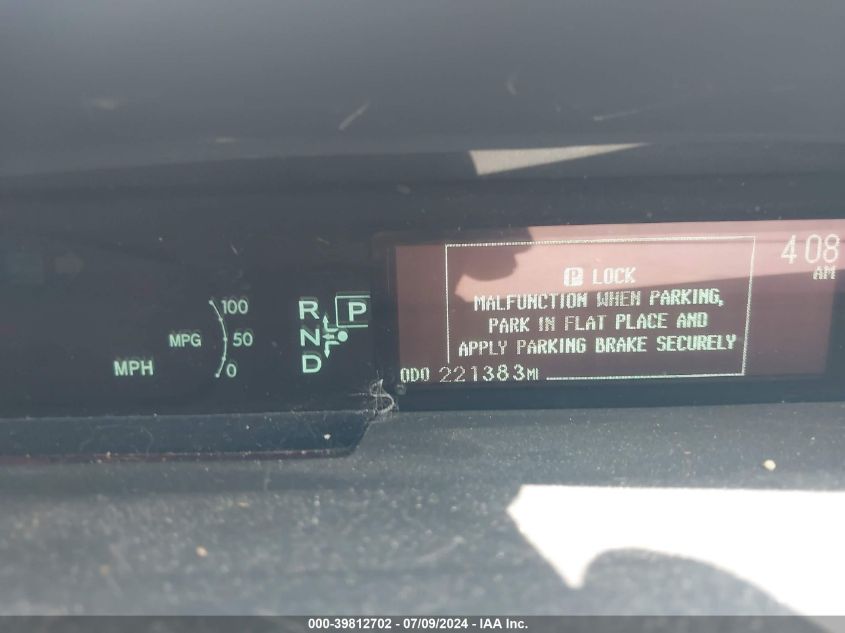 100
MPG 50
0
MPH
R P
N
D
4:08
AM
P LOCK
MALFUNCTION WHEN PARKING,
PARK IN FLAT PLACE AND
APPLY PARKING BRAKE SECURELY
ODO 221383 MI
000-39812702 - 07/09/2024 - IAA Inc.